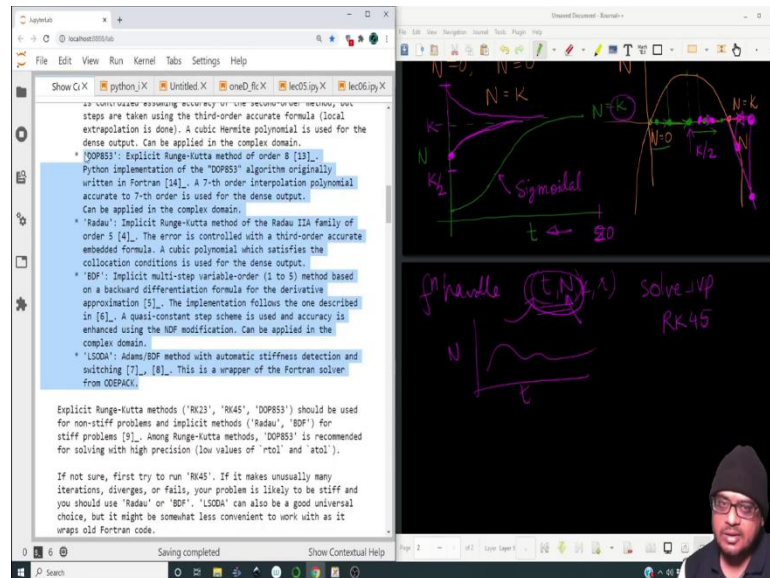 JupyterLab
localhost:8888/lab
File Edit View Run Kernel Tabs Settings Help
Show Co python_i Untitled. oneD_flo lec05.ipy lec06.ipy
is controlled assuming accuracy of the second-order method, but
steps are taken using the third-order accurate formula (local
extrapolation is done). A cubic Hermite polynomial is used for the
dense output. Can be applied in the complex domain.
* 'DOP853': Explicit Runge-Kutta method of order 8 [13]_.
Python implementation of the "DOP853" algorithm originally
written in Fortran [14]_. A 7-th order interpolation polynomial
accurate to 7-th order is used for the dense output.
Can be applied in the complex domain.
* 'Radau': Implicit Runge-Kutta method of the Radau IIA family of
order 5 [4]_. The error is controlled with a third-order accurate
embedded formula. A cubic polynomial which satisfies the
collocation conditions is used for the dense output.
* 'BDF': Implicit multi-step variable-order (1 to 5) method based
on a backward differentiation formula for the derivative
approximation [5]_. The implementation follows the one described
in [6]_. A quasi-constant step scheme is used and accuracy is
enhanced using the NDF modification. Can be applied in the
complex domain.
* 'LSODA': Adams/BDF method with automatic stiffness detection and
switching [7]_, [8]_. This is a wrapper of the Fortran solver
from ODEPACK.
Explicit Runge-Kutta methods ('RK23', 'RK45', 'DOP853') should be used
for non-stiff problems and implicit methods ('Radau', 'BDF') for
stiff problems [9]_. Among Runge-Kutta methods, 'DOP853' is recommended
for solving with high precision (low values of `rtol` and `atol`).
If not sure, first try to run 'RK45'. If it makes unusually many
iterations, diverges, or fails, your problem is likely to be stiff and
you should use 'Radau' or 'BDF'. 'LSODA' can also be a good universal
choice, but it might be somewhat less convenient to work with as it
wraps old Fortran code.
0 6 Saving completed Show Contextual Help
Search
Unsaved Document - Xournal++
File Edit View Navigation Journal Tools Plugin Help
N=0, N=0 N
N=K
K N=K N=K
N N=0 N
K/2 K/2
Sigmoidal
t
fn handle (t, N, K, r) solve_ivp
RK45
N
t
Page 2 of 2 Layer Layer 1